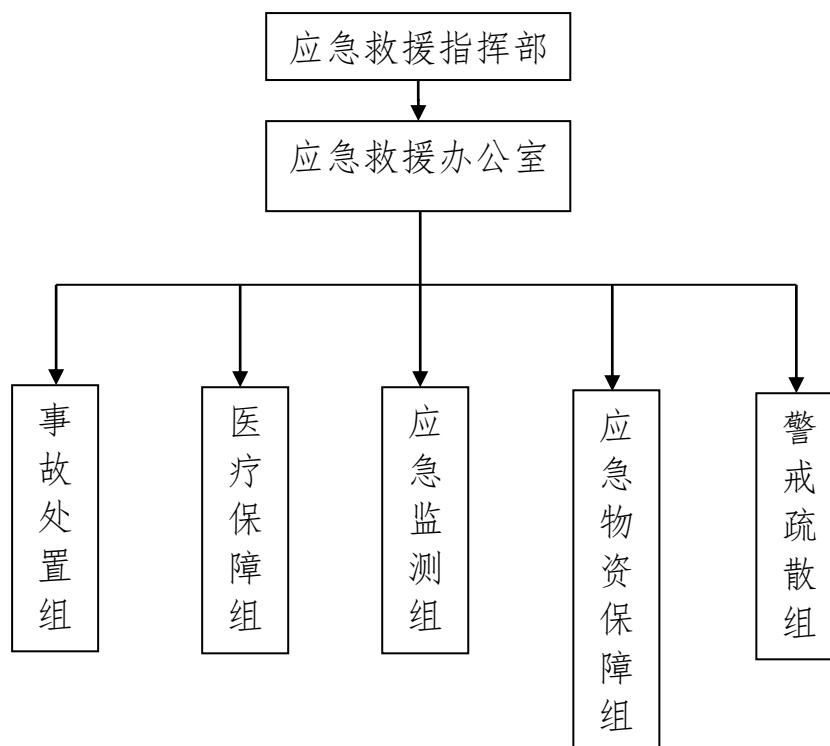 应急救援指挥部
应急救援办公室
事故处置组
医疗保障组
应急监测组
应急物资保障组
警戒疏散组